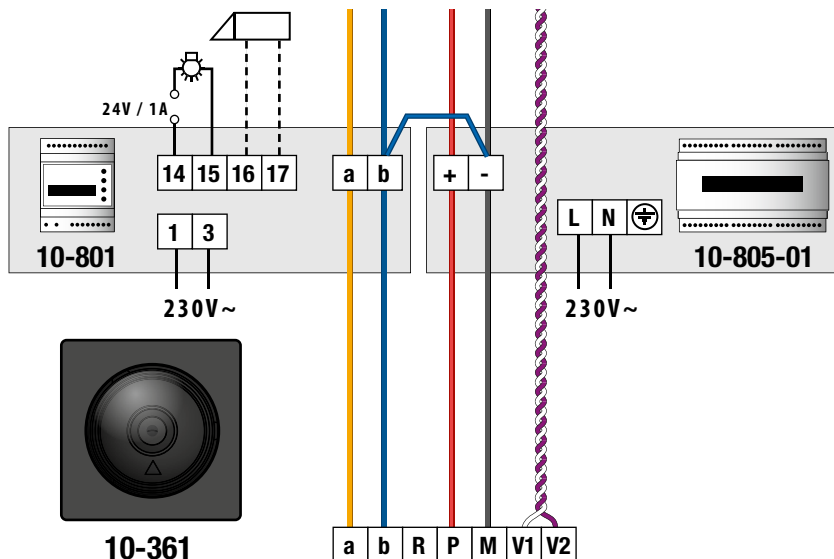 24V / 1A
14 15 16 17
a b
+ -
1 3
L N
10-801
10-805-01
230V~
230V~
10-361
a b R P M V1 V2